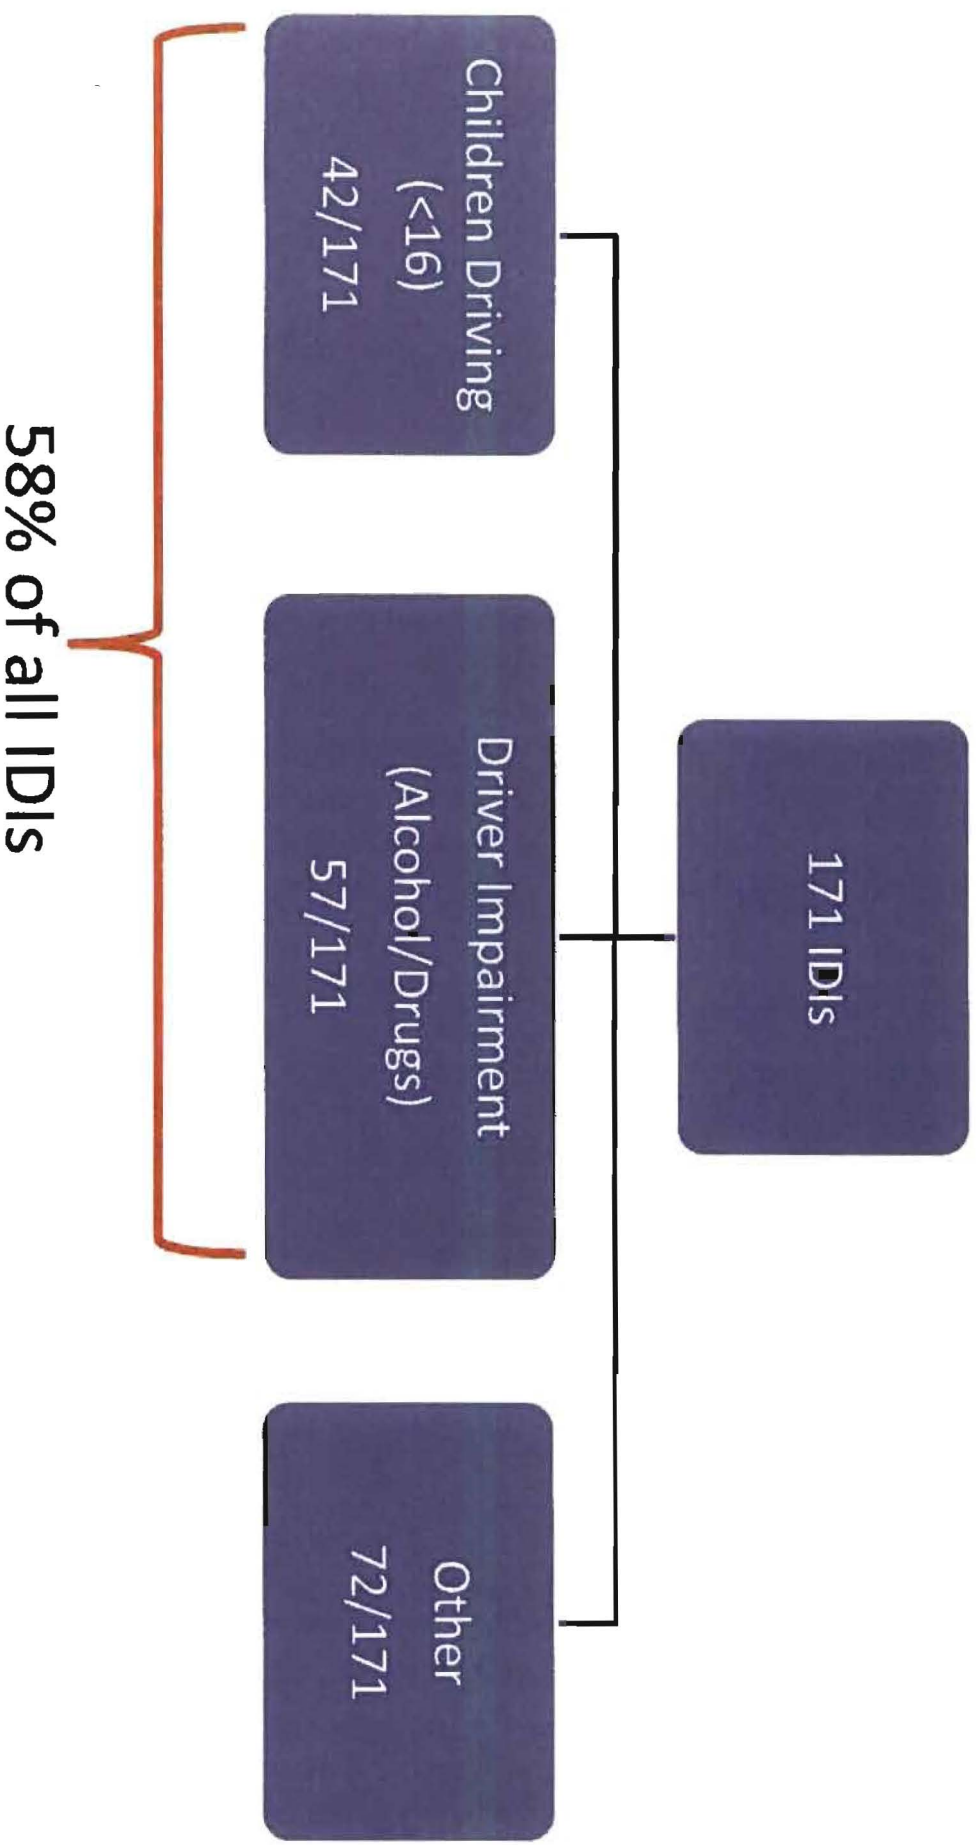 171 IDIs
Children Driving
(<16)
42/171
Driver Impairment
(Alcohol/Drugs)
57/171
Other
72/171
58% of all IDIs